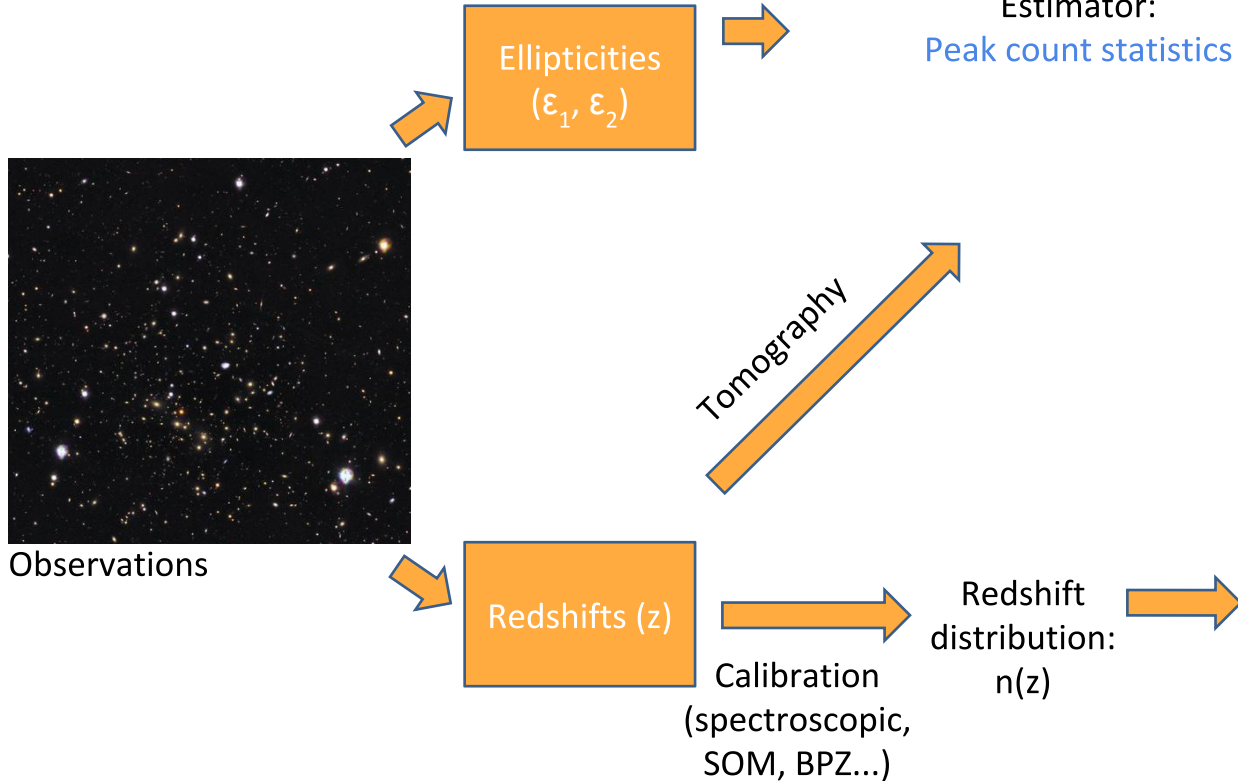 Estimator:
Peak count statistics
Ellipticities
(ε₁, ε₂)
Tomography
Observations
Redshifts (z)
Calibration
(spectroscopic,
SOM, BPZ...)
Redshift
distribution:
n(z)